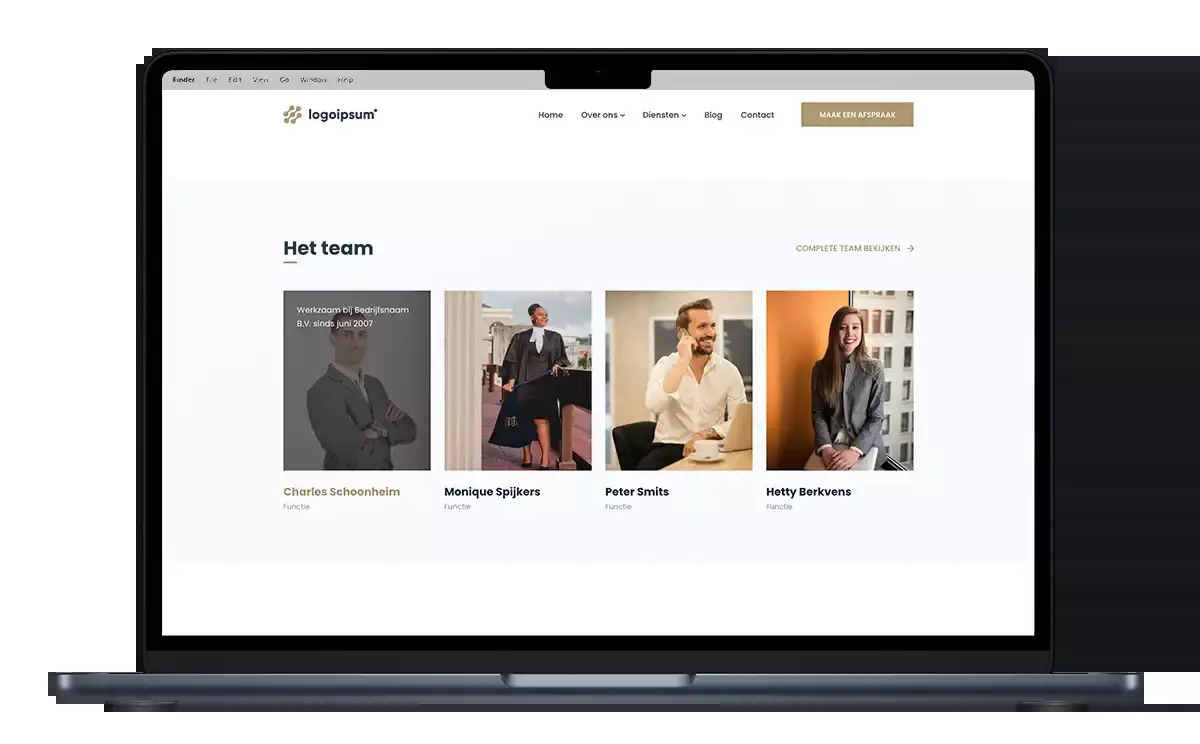 Finder File Edit View Go Window Help
logoipsum
Home Over ons Diensten Blog Contact MAAK EEN AFSPRAAK
Het team
COMPLETE TEAM BEKIJKEN →
Werkzaam bij Bedrijfsnaam
B.V. sinds juni 2007
Charles Schoonheim
Functie
Monique Spijkers
Functie
Peter Smits
Functie
Hetty Berkvens
Functie